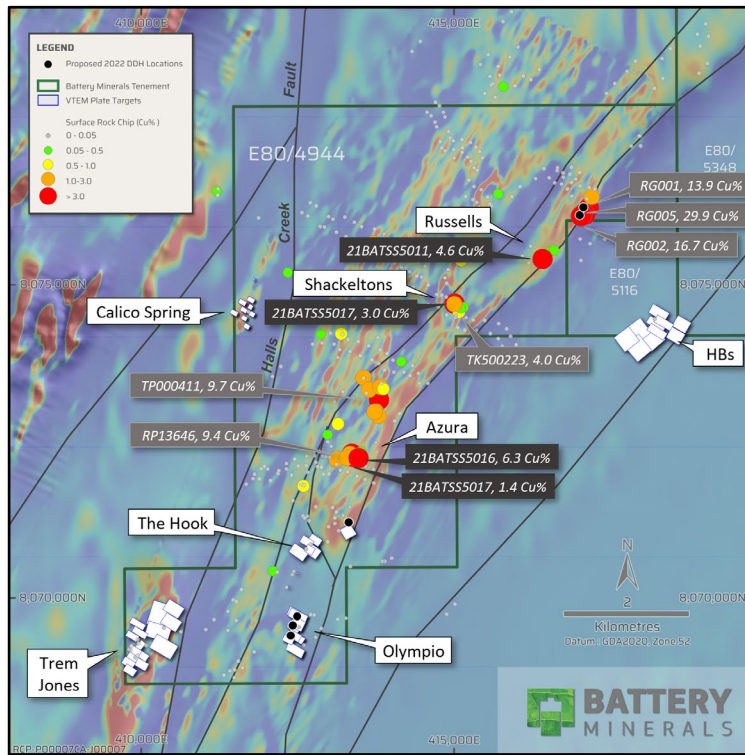 410,000E
415,000E
LEGEND
Proposed 2022 DDH Locations
Battery Minerals Tenement
VTEM Plate Targets
Surface Rock Chip (Cu% )
0 - 0.05
0.05 - 0.5
0.5 - 1.0
1.0-3.0
> 3.0
Fault
E80/4944
E80/
5348
RG001, 13.9 Cu%
Russells
RG005, 29.9 Cu%
21BATSS5011, 4.6 Cu%
RG002, 16.7 Cu%
Creek
E80/
5116
8,075,000N
Shackeltons
8,075,000N
Calico Spring
21BATSS5017, 3.0 Cu%
Halls
HBs
TK500223, 4.0 Cu%
TP000411, 9.7 Cu%
Azura
RP13646, 9.4 Cu%
21BATSS5016, 6.3 Cu%
21BATSS5017, 1.4 Cu%
The Hook
N
8,070,000N
2
8,070,000N
Kilometres
Datum : GDA2020, Zone 52
Olympio
Trem
Jones
BATTERY
MINERALS
410,000E
415,000E
RCP-P00007CA-J00007